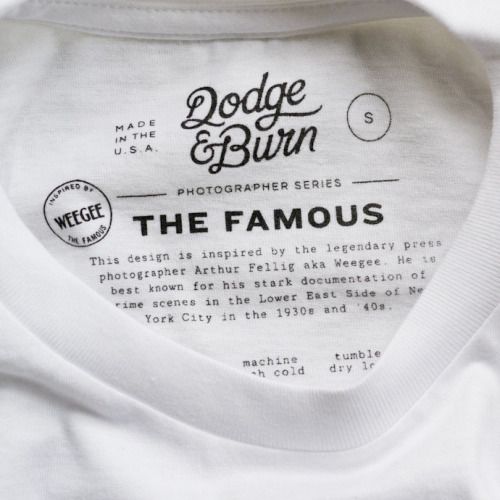 Dodge
& Burn
MADE
IN THE
U.S.A.
S
PHOTOGRAPHER SERIES
INSPIRED BY
WEEGEE
THE FAMOUS
THE FAMOUS
This design is inspired by the legendary press
photographer Arthur Fellig aka Weegee. He is
best known for his stark documentation of
scenes in the Lower East Side of
York City in the 1930s and '40s.
machine tumble
cold dry